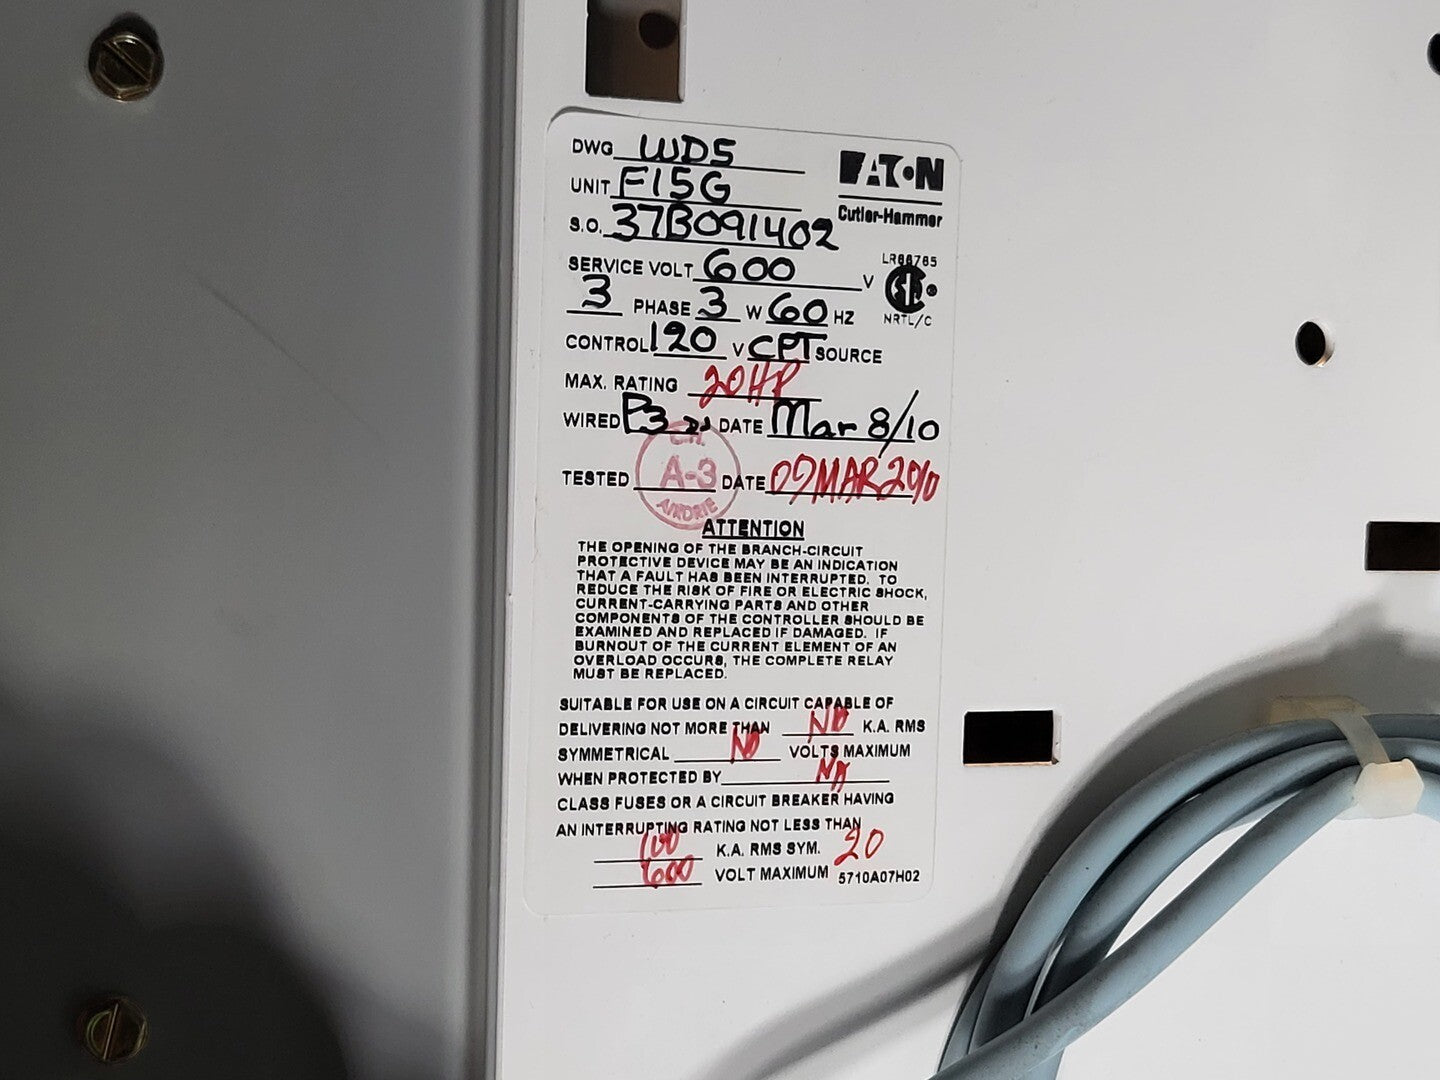 DWG WD5
EATON
Cutler-Hammer
UNIT F15G
S.O. 37B091402
SERVICE VOLT 600 V
LR86765
3 PHASE 3 W 60 HZ
NRTL/C
CONTROL 120 V CPT SOURCE
MAX. RATING 20HP
WIRED DATE Mar 8/10
TESTED C.H. A-3 AIRDRIE DATE 09MAR2010
ATTENTION
THE OPENING OF THE BRANCH-CIRCUIT
PROTECTIVE DEVICE MAY BE AN INDICATION
THAT A FAULT HAS BEEN INTERRUPTED. TO
REDUCE THE RISK OF FIRE OR ELECTRIC SHOCK,
CURRENT-CARRYING PARTS AND OTHER
COMPONENTS OF THE CONTROLLER SHOULD BE
EXAMINED AND REPLACED IF DAMAGED. IF
BURNOUT OF THE CURRENT ELEMENT OF AN
OVERLOAD OCCURS, THE COMPLETE RELAY
MUST BE REPLACED.
SUITABLE FOR USE ON A CIRCUIT CAPABLE OF
DELIVERING NOT MORE THAN K.A. RMS
SYMMETRICAL VOLTS MAXIMUM
WHEN PROTECTED BY NA
CLASS FUSES OR A CIRCUIT BREAKER HAVING
AN INTERRUPTING RATING NOT LESS THAN
100 K.A. RMS SYM. 20
600 VOLT MAXIMUM 5710A07H02